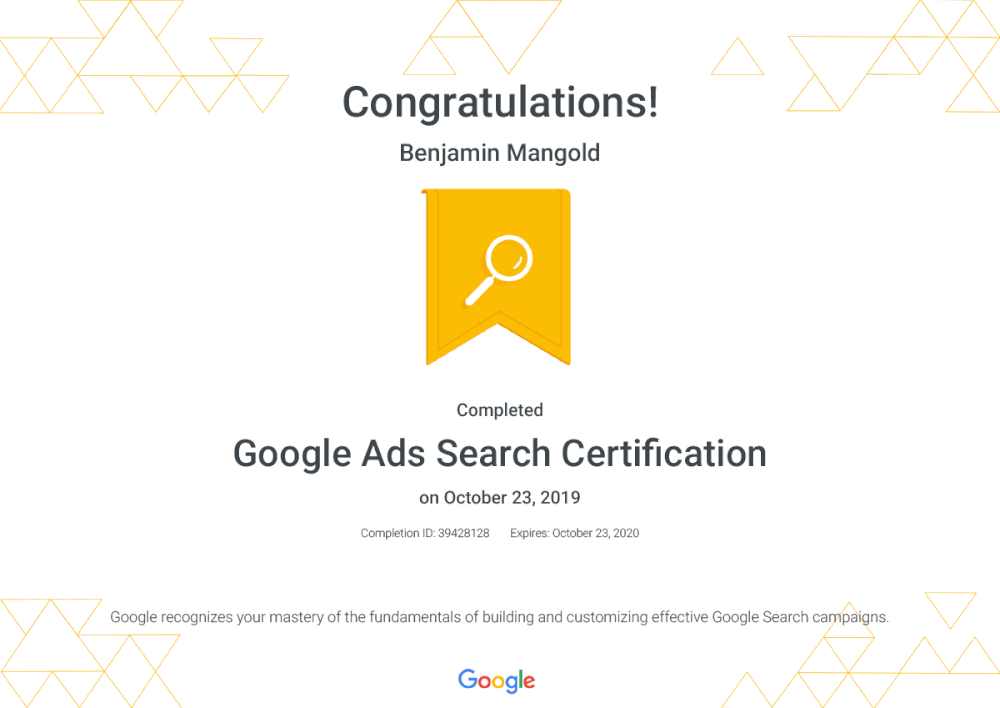 Congratulations!
Benjamin Mangold
Completed
Google Ads Search Certification
on October 23, 2019
Completion ID: 39428128 Expires: October 23, 2020
Google recognizes your mastery of the fundamentals of building and customizing effective Google Search campaigns.
Google